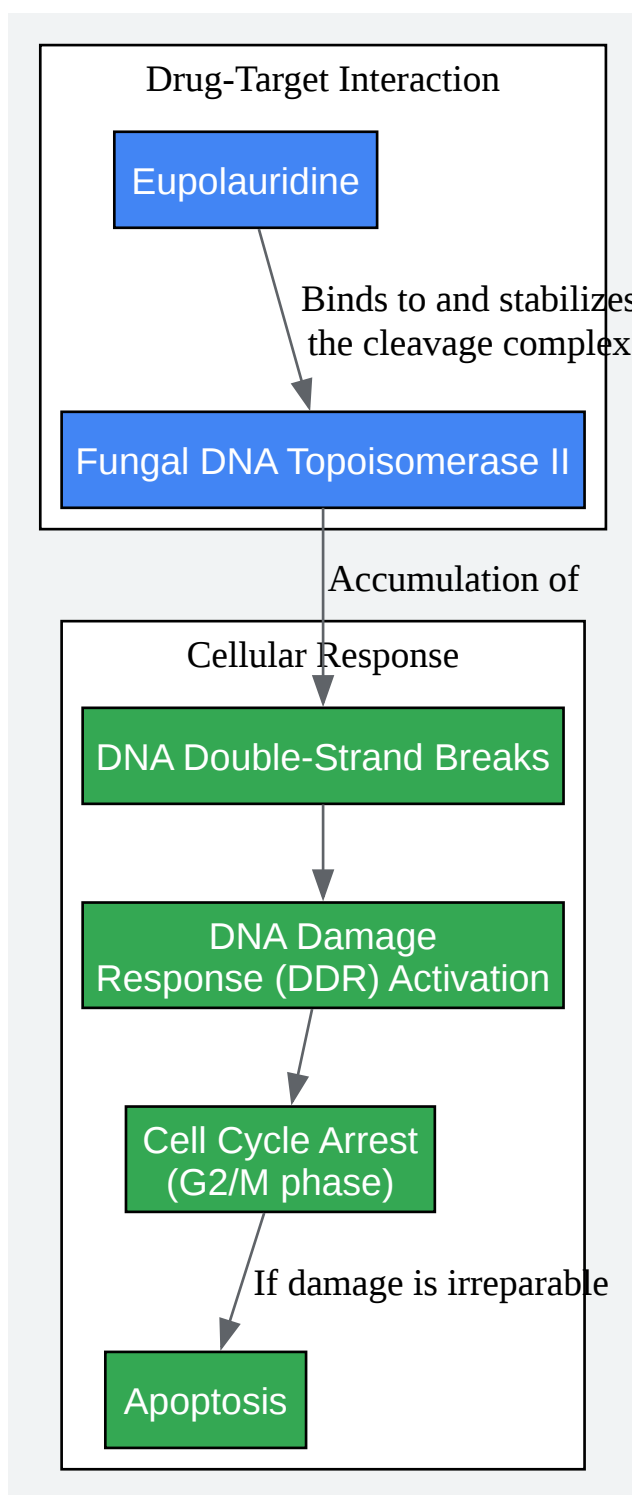 Drug-Target Interaction
Eupolauridine
Binds to and stabilizes
the cleavage complex
Fungal DNA Topoisomerase II
Accumulation of
Cellular Response
DNA Double-Strand Breaks
DNA Damage
Response (DDR) Activation
Cell Cycle Arrest
(G2/M phase)
If damage is irreparable
Apoptosis